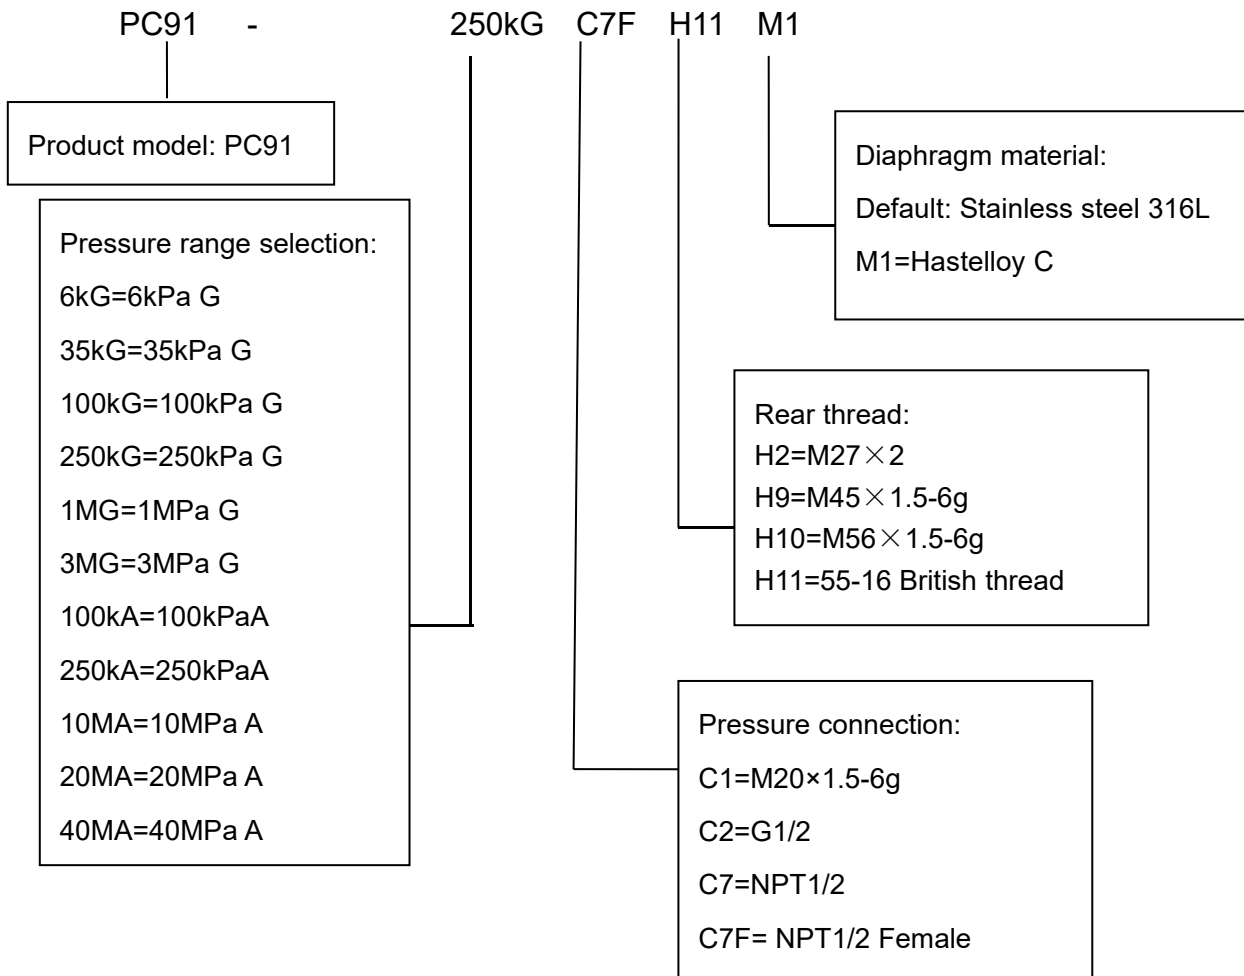 PC91 - 250kG C7F H11 M1
Product model: PC91
Pressure range selection:
6kG=6kPa G
35kG=35kPa G
100kG=100kPa G
250kG=250kPa G
1MG=1MPa G
3MG=3MPa G
100kA=100kPaA
250kA=250kPaA
10MA=10MPa A
20MA=20MPa A
40MA=40MPa A
Diaphragm material:
Default: Stainless steel 316L
M1=Hastelloy C
Rear thread:
H2=M27×2
H9=M45×1.5-6g
H10=M56×1.5-6g
H11=55-16 British thread
Pressure connection:
C1=M20×1.5-6g
C2=G1/2
C7=NPT1/2
C7F= NPT1/2 Female